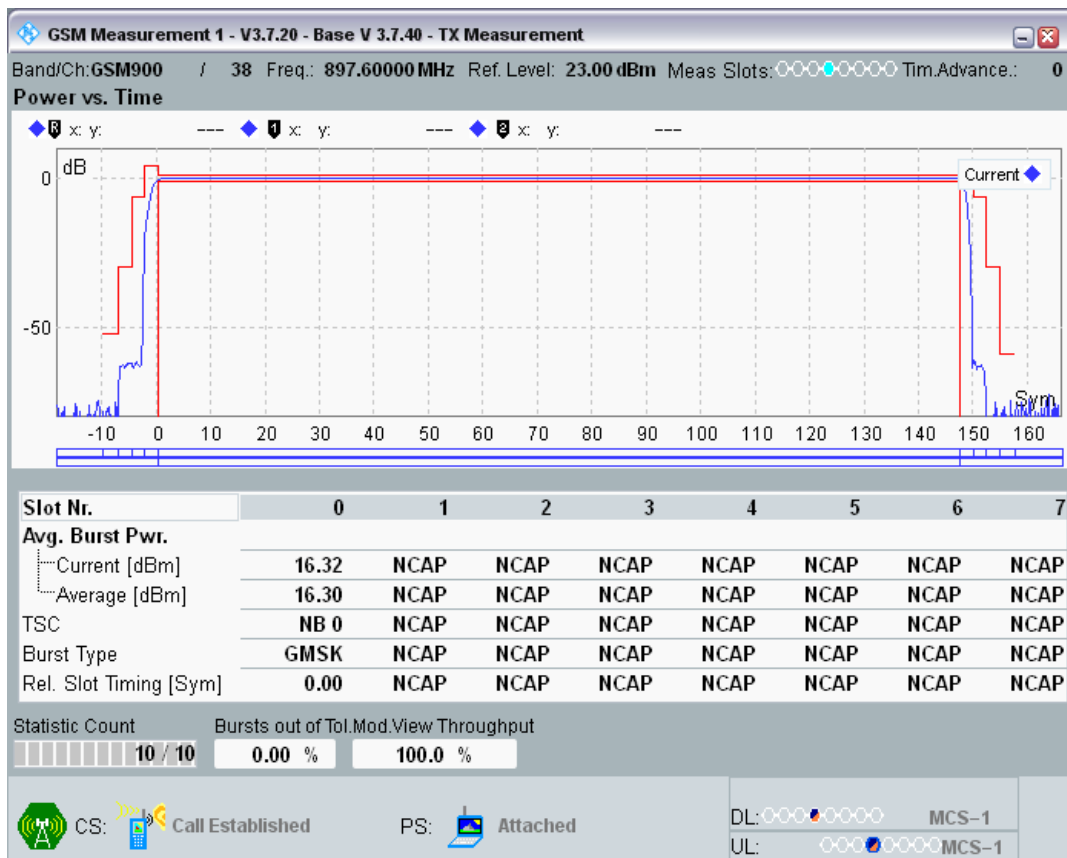 GSM Measurement 1 - V3.7.20 - Base V 3.7.40 - TX Measurement
Band/Ch:GSM900 / 38 Freq.: 897.60000 MHz Ref. Level: 23.00 dBm Meas Slots: Tim.Advance.: 0
Power vs. Time
R x: y: --- 1 x: y: --- 2 x: y: ---
dB
Current
0
-50
Sym
-10 0 10 20 30 40 50 60 70 80 90 100 110 120 130 140 150 160
Slot Nr. 0 1 2 3 4 5 6 7
Avg. Burst Pwr.
Current [dBm] 16.32 NCAP NCAP NCAP NCAP NCAP NCAP NCAP
Average [dBm] 16.30 NCAP NCAP NCAP NCAP NCAP NCAP NCAP
TSC NB 0 NCAP NCAP NCAP NCAP NCAP NCAP NCAP
Burst Type GMSK NCAP NCAP NCAP NCAP NCAP NCAP NCAP
Rel. Slot Timing [Sym] 0.00 NCAP NCAP NCAP NCAP NCAP NCAP NCAP
Statistic Count Bursts out of Tol.Mod.View Throughput
10 / 10 0.00 % 100.0 %
CS: Call Established PS: Attached
DL: MCS-1
UL: MCS-1